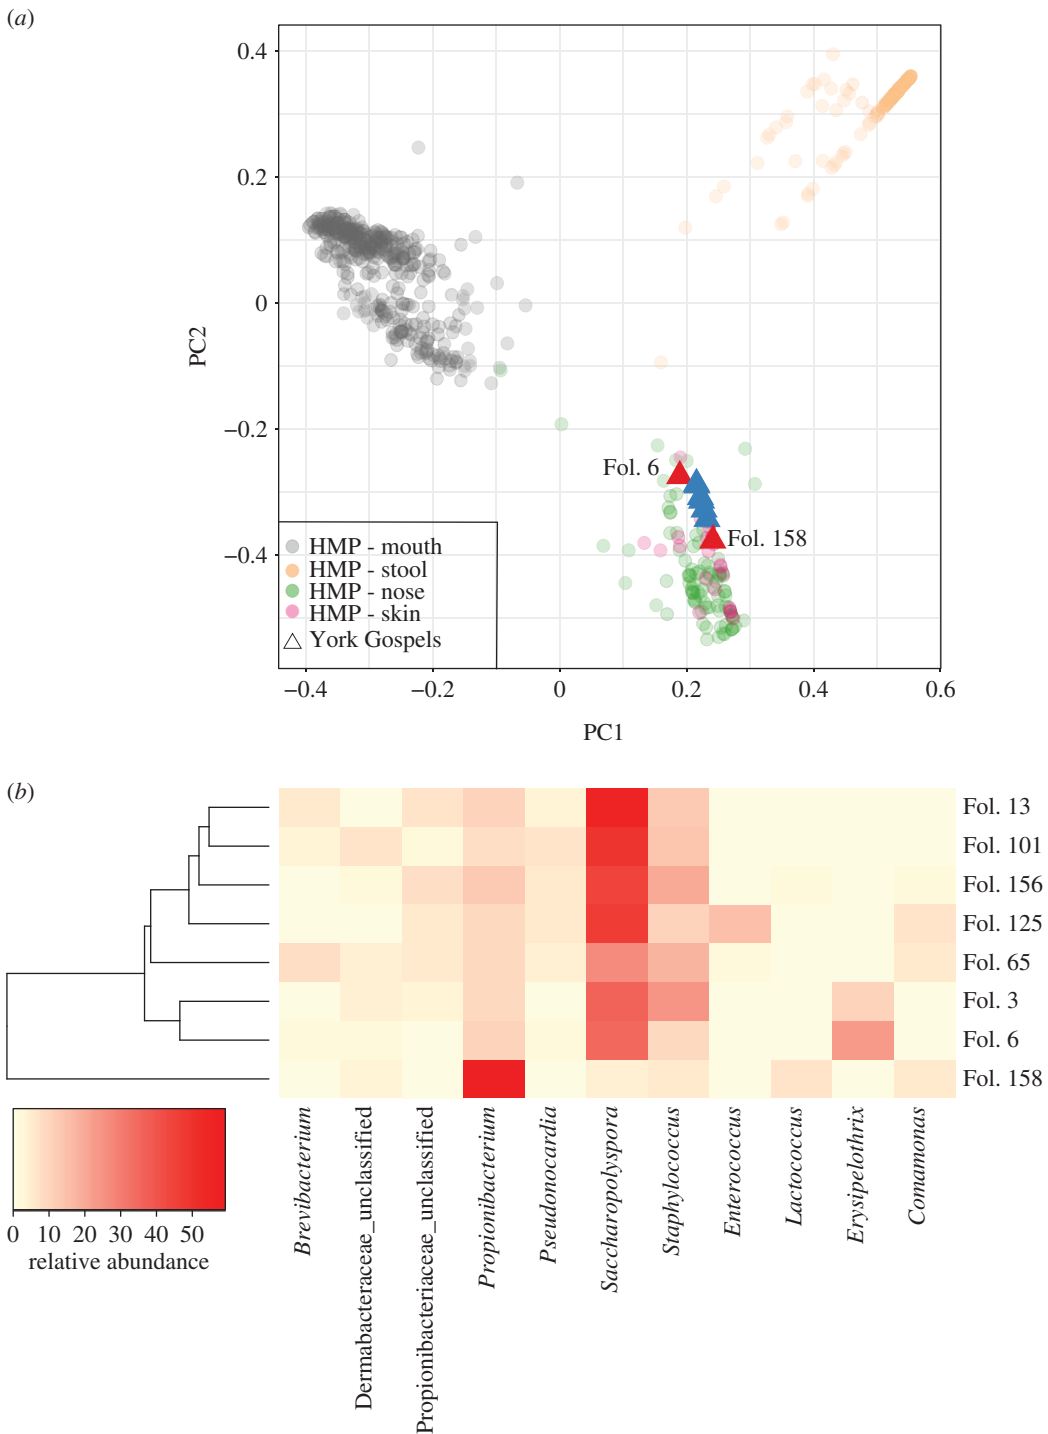 (a)
0.4
0.2
0
−0.2
−0.4
PC2
Fol. 6
Fol. 158
HMP - mouth
HMP - stool
HMP - nose
HMP - skin
York Gospels
−0.4 −0.2 0 0.2 0.4 0.6
PC1
(b)
Fol. 13
Fol. 101
Fol. 156
Fol. 125
Fol. 65
Fol. 3
Fol. 6
Fol. 158
0 10 20 30 40 50
relative abundance
Brevibacterium
Dermabacteraceae_unclassified
Propionibacteriaceae_unclassified
Propionibacterium
Pseudonocardia
Saccharopolyspora
Staphylococcus
Enterococcus
Lactococcus
Erysipelothrix
Comamonas